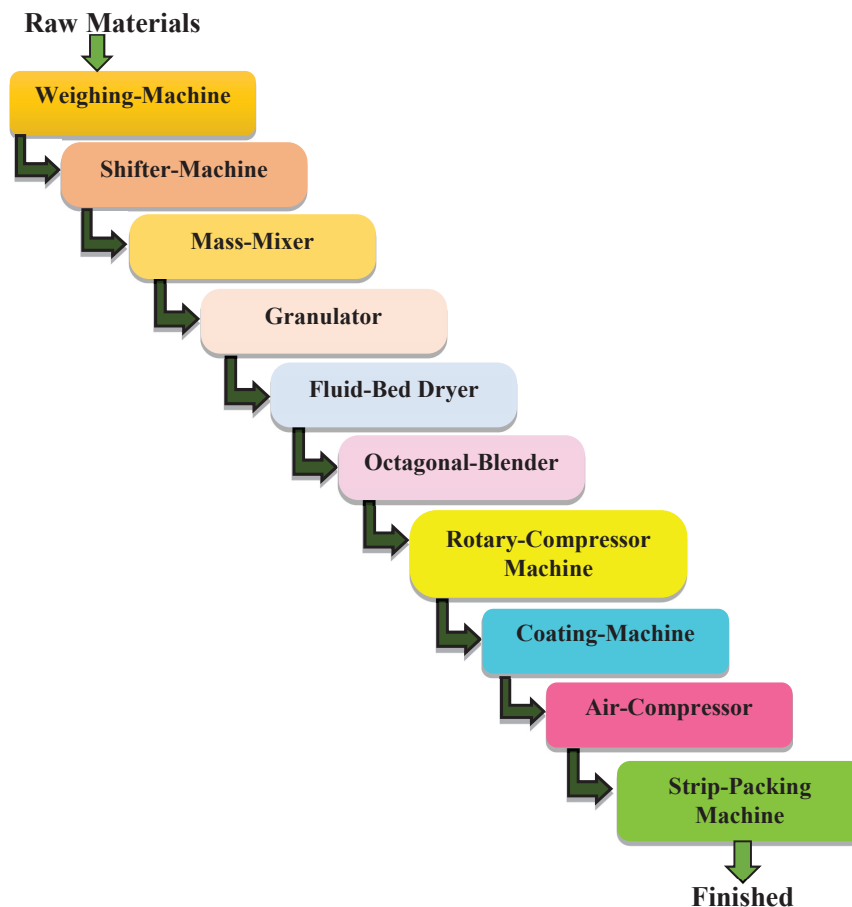 Raw Materials
Weighing-Machine
Shifter-Machine
Mass-Mixer
Granulator
Fluid-Bed Dryer
Octagonal-Blender
Rotary-Compressor
Machine
Coating-Machine
Air-Compressor
Strip-Packing
Machine
Finished